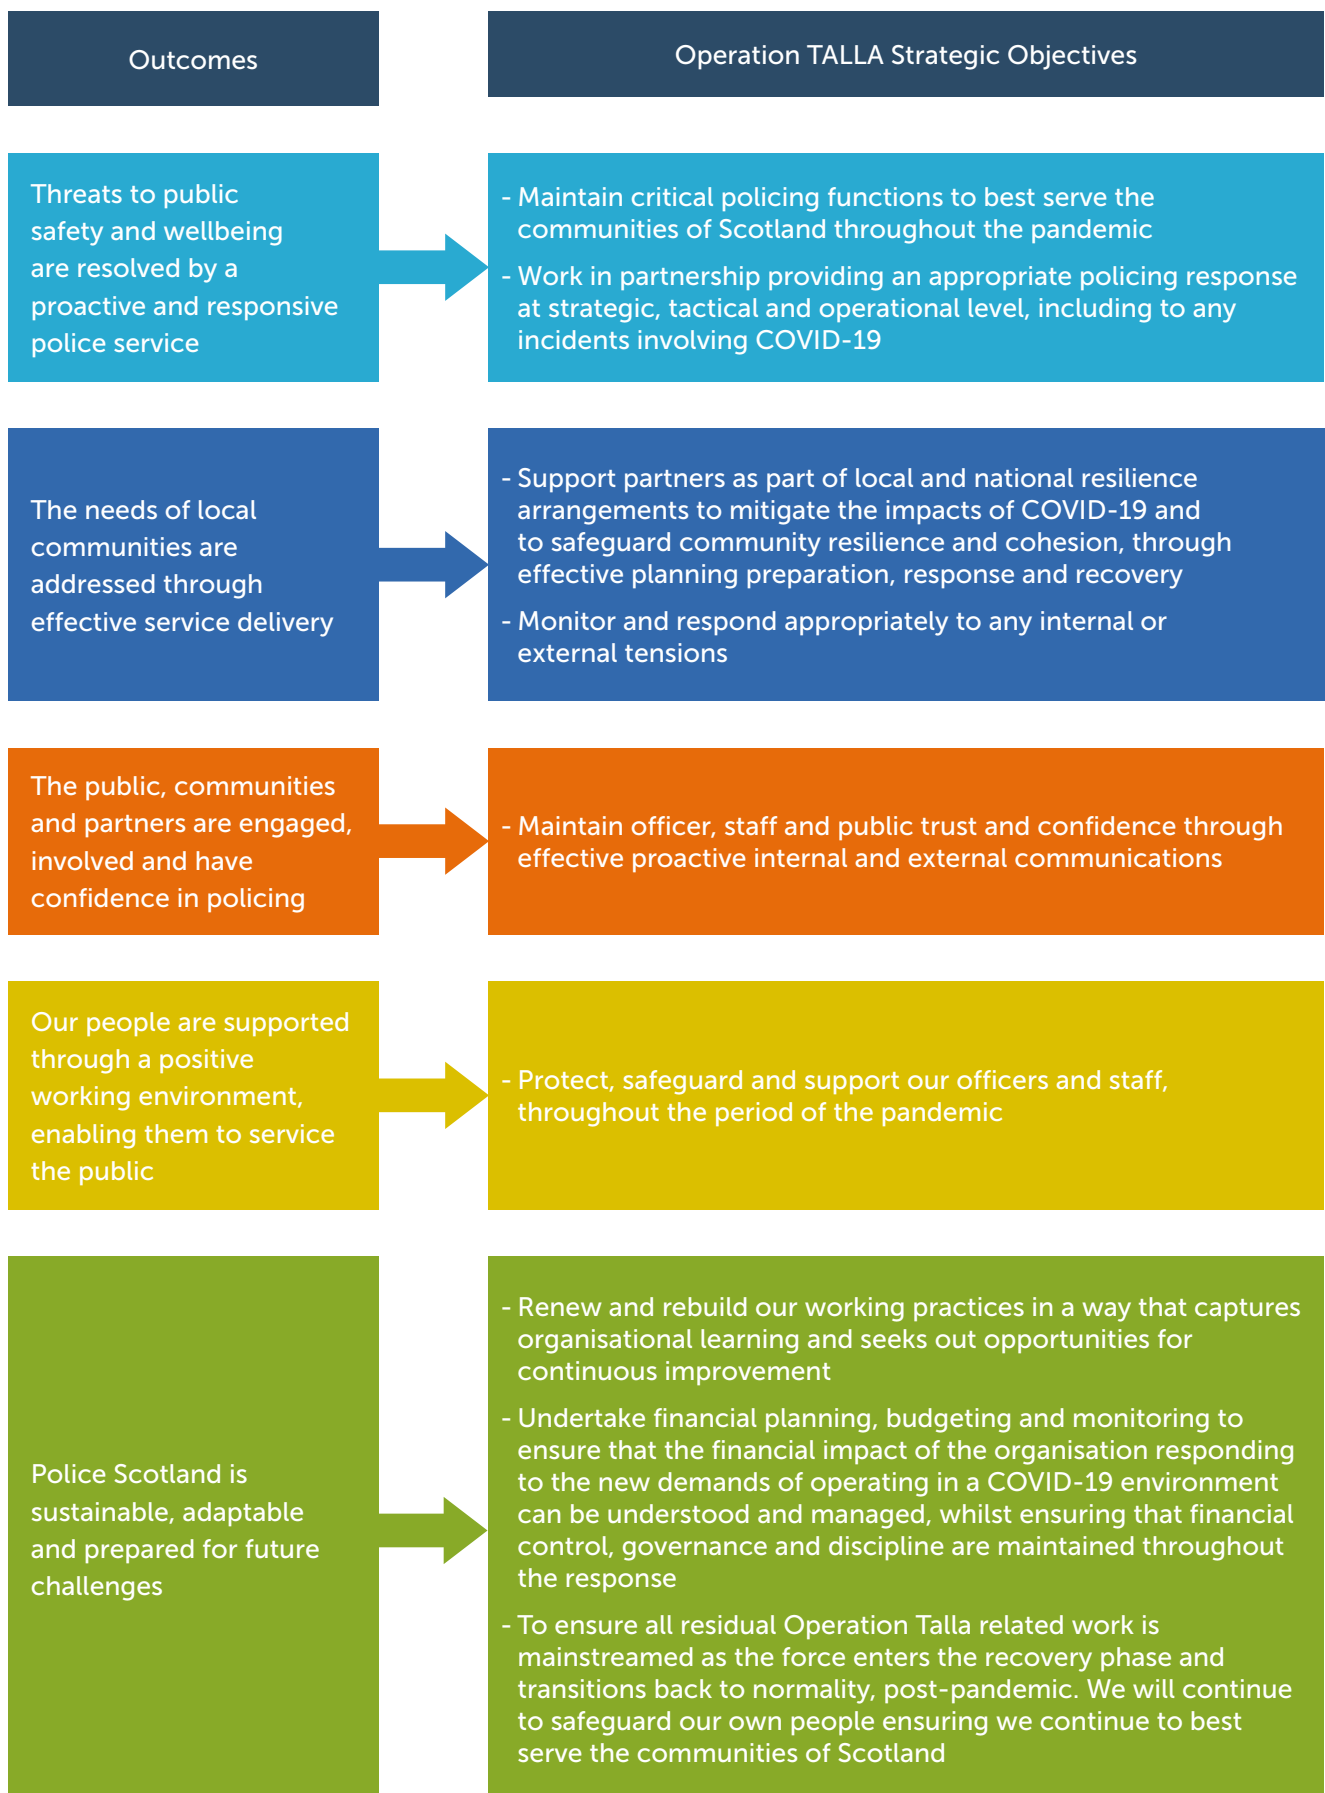 Outcomes
Operation TALLA Strategic Objectives
Threats to public
safety and wellbeing
are resolved by a
proactive and responsive
police service
- Maintain critical policing functions to best serve the
communities of Scotland throughout the pandemic
- Work in partnership providing an appropriate policing response
at strategic, tactical and operational level, including to any
incidents involving COVID-19
The needs of local
communities are
addressed through
effective service delivery
- Support partners as part of local and national resilience
arrangements to mitigate the impacts of COVID-19 and
to safeguard community resilience and cohesion, through
effective planning preparation, response and recovery
- Monitor and respond appropriately to any internal or
external tensions
The public, communities
and partners are engaged,
involved and have
confidence in policing
- Maintain officer, staff and public trust and confidence through
effective proactive internal and external communications
Our people are supported
through a positive
working environment,
enabling them to service
the public
- Protect, safeguard and support our officers and staff,
throughout the period of the pandemic
Police Scotland is
sustainable, adaptable
and prepared for future
challenges
- Renew and rebuild our working practices in a way that captures
organisational learning and seeks out opportunities for
continuous improvement
- Undertake financial planning, budgeting and monitoring to
ensure that the financial impact of the organisation responding
to the new demands of operating in a COVID-19 environment
can be understood and managed, whilst ensuring that financial
control, governance and discipline are maintained throughout
the response
- To ensure all residual Operation Talla related work is
mainstreamed as the force enters the recovery phase and
transitions back to normality, post-pandemic. We will continue
to safeguard our own people ensuring we continue to best
serve the communities of Scotland